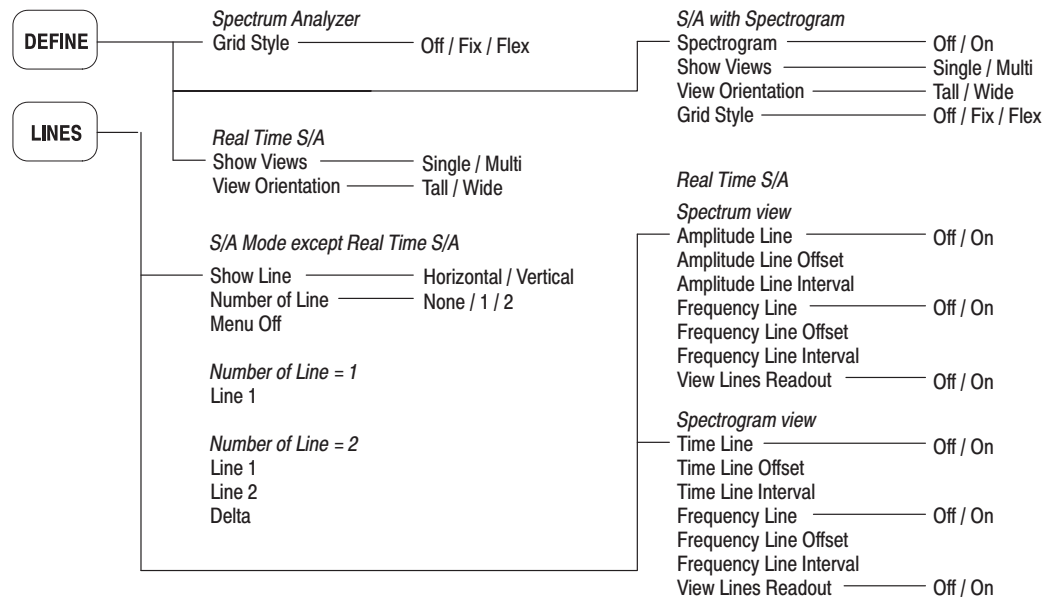 DEFINE
Spectrum Analyzer
Grid Style Off / Fix / Flex
Real Time S/A
Show Views Single / Multi
View Orientation Tall / Wide
S/A with Spectrogram
Spectrogram Off / On
Show Views Single / Multi
View Orientation Tall / Wide
Grid Style Off / Fix / Flex
LINES
S/A Mode except Real Time S/A
Show Line Horizontal / Vertical
Number of Line None / 1 / 2
Menu Off
Number of Line = 1
Line 1
Number of Line = 2
Line 1
Line 2
Delta
Real Time S/A
Spectrum view
Amplitude Line Off / On
Amplitude Line Offset
Amplitude Line Interval
Frequency Line Off / On
Frequency Line Offset
Frequency Line Interval
View Lines Readout Off / On
Spectrogram view
Time Line Off / On
Time Line Offset
Time Line Interval
Frequency Line Off / On
Frequency Line Offset
Frequency Line Interval
View Lines Readout Off / On